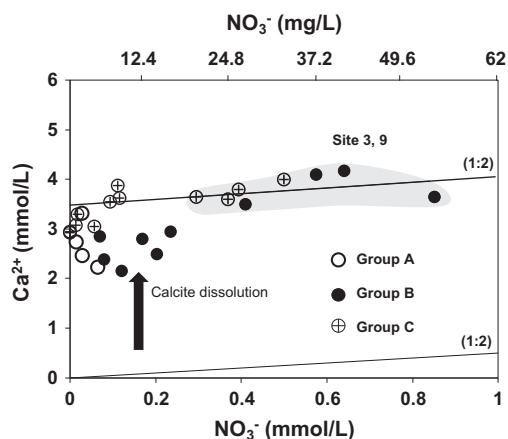 NO₃⁻ (mg/L)
12.4 24.8 37.2 49.6 62
6
5
4
3
2
1
0
Ca²⁺ (mmol/L)
Site 3, 9
(1:2)
Calcite dissolution
Group A
Group B
Group C
(1:2)
0 0.2 0.4 0.6 0.8 1
NO₃⁻ (mmol/L)